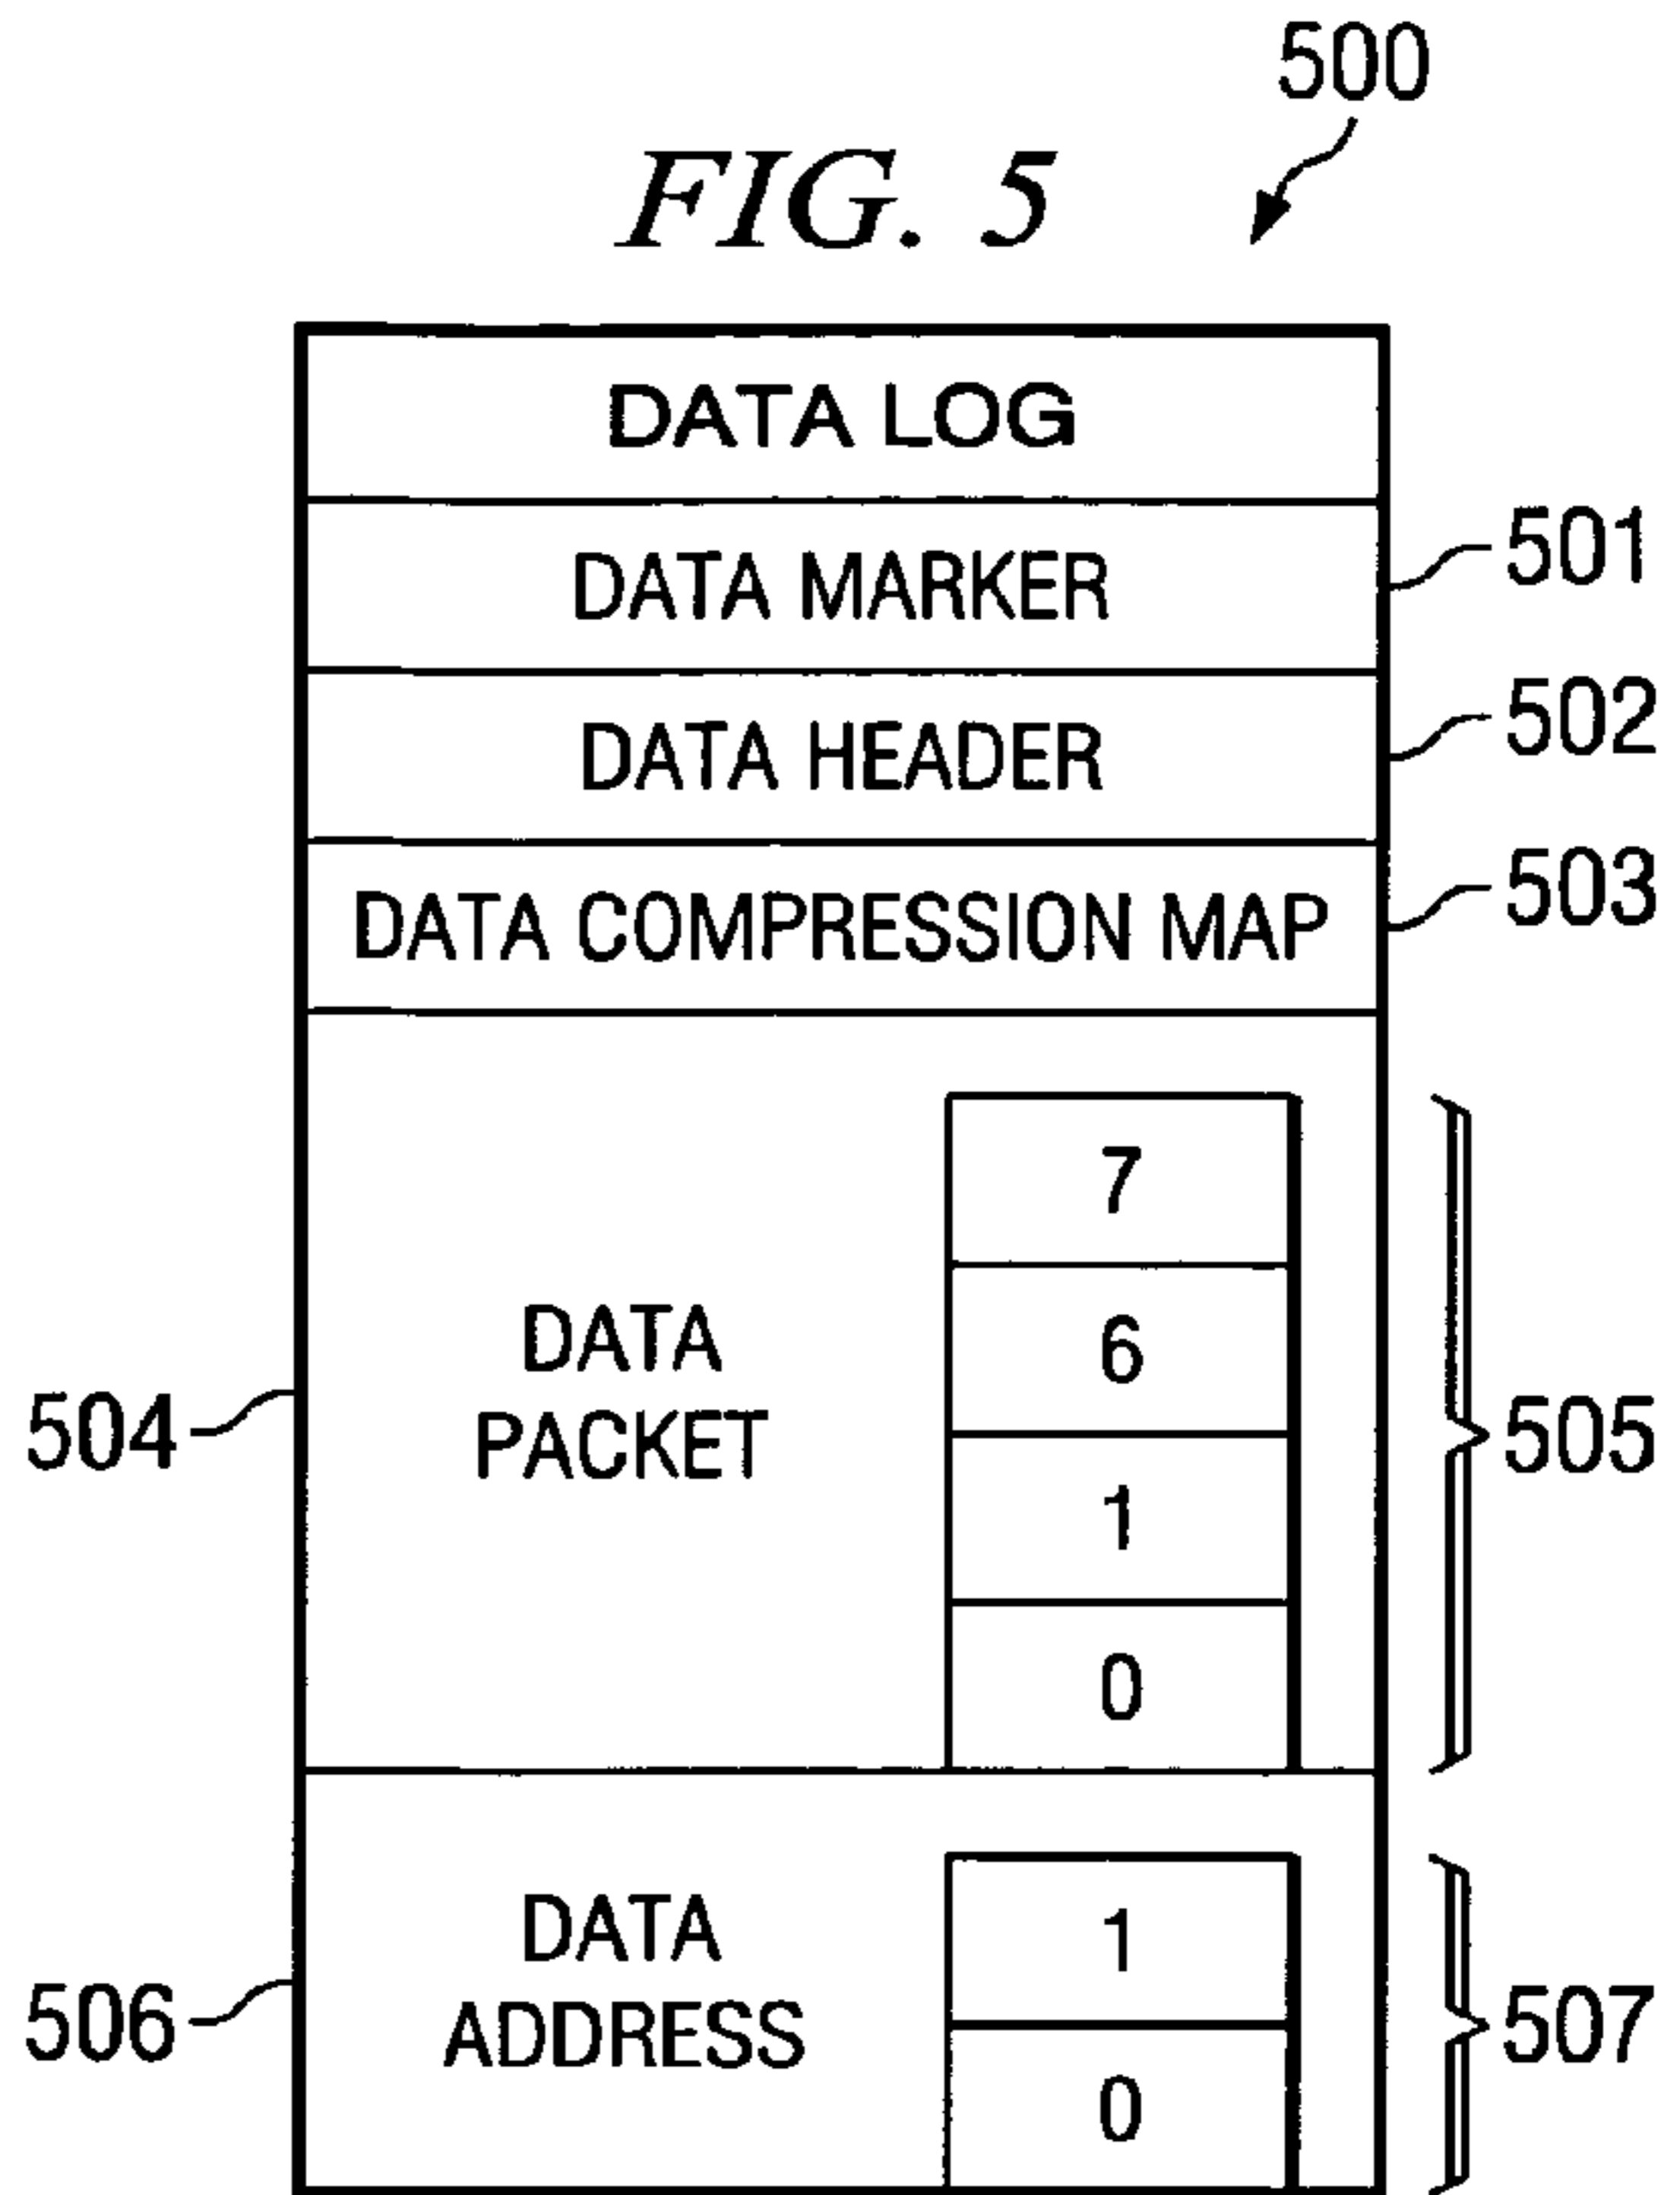 500
FIG. 5
DATA LOG
DATA MARKER
501
DATA HEADER
502
DATA COMPRESSION MAP
503
504
DATA
PACKET
7
6
1
0
505
506
DATA
ADDRESS
1
0
507